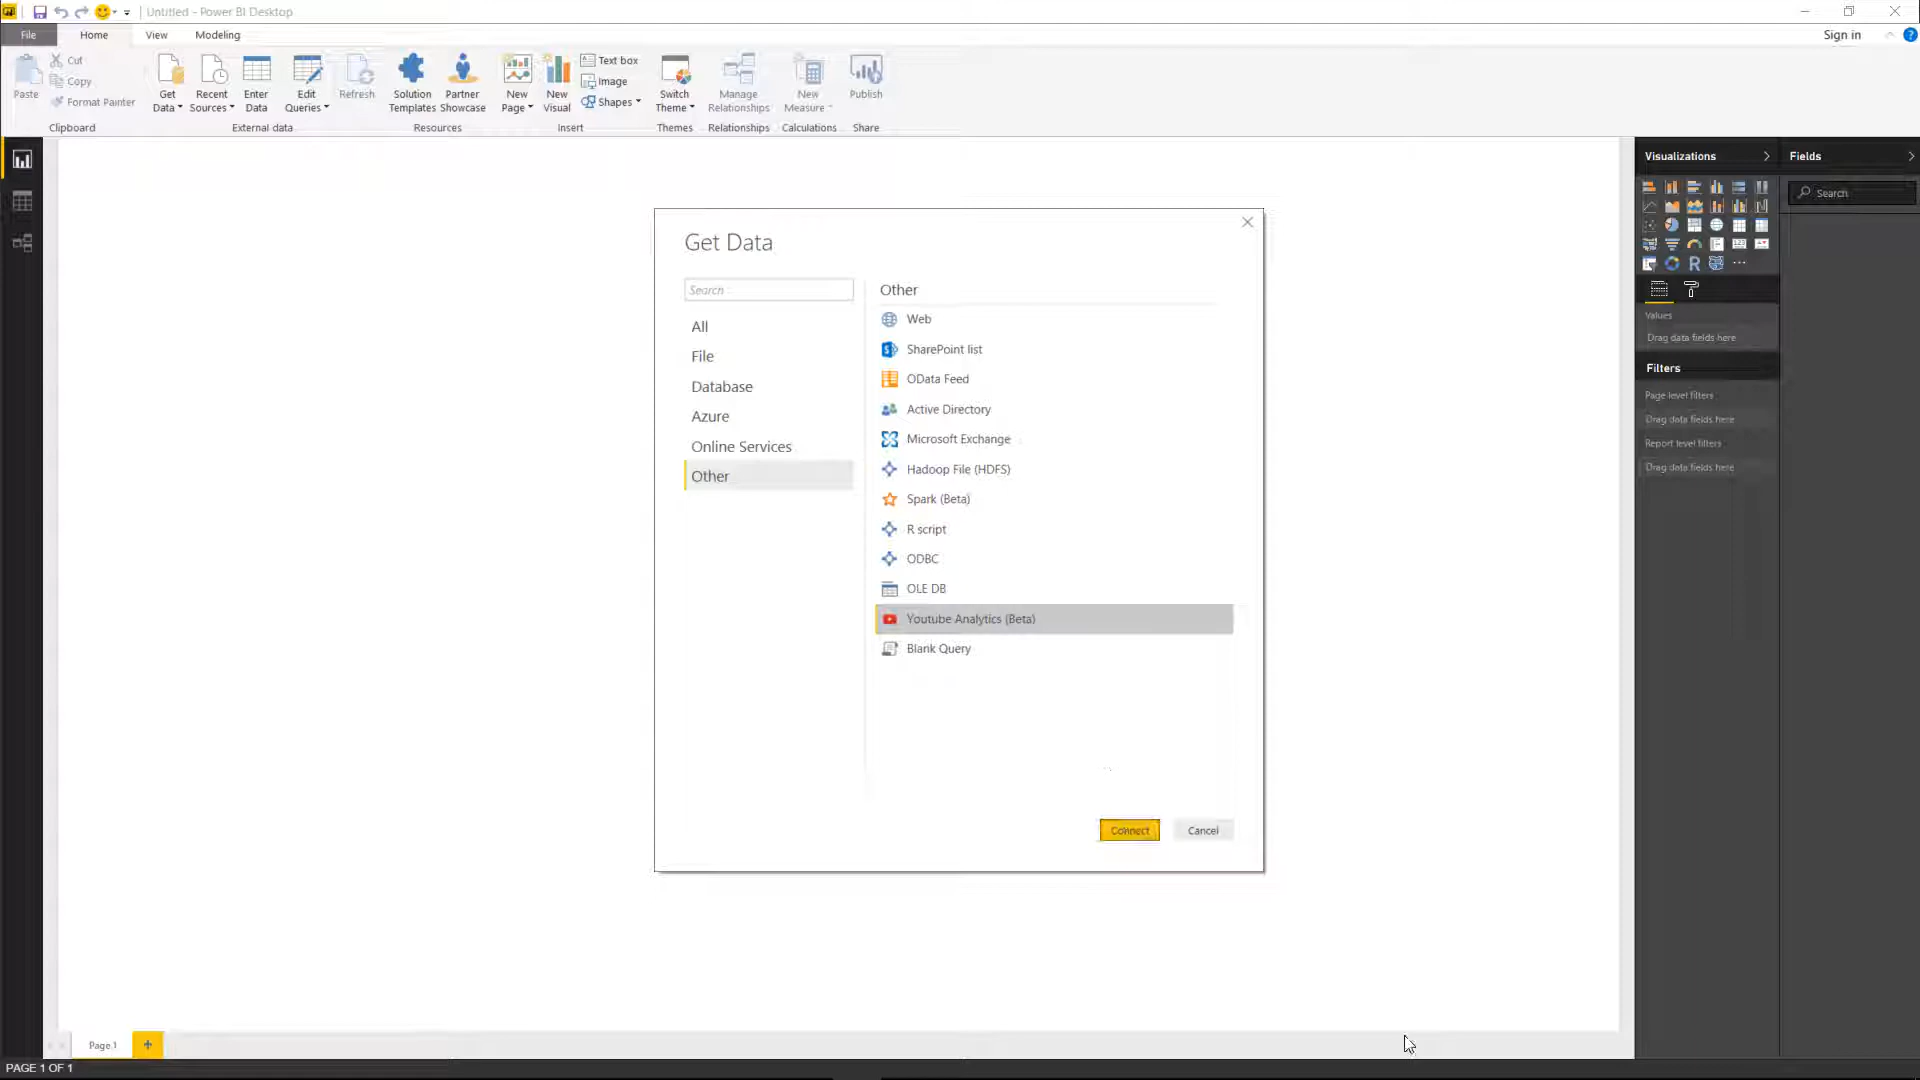 Untitled - Power BI Desktop
File
Home
View
Modeling
Sign in
?
Paste
Cut
Copy
Format Painter
Clipboard
Get Data
Recent Sources
Enter Data
Edit Queries
Refresh
External data
Solution Templates
Partner Showcase
Resources
New Page
New Visual
Text box
Image
Shapes
Insert
Switch Theme
Themes
Manage Relationships
Relationships
New Measure
Calculations
Publish
Share
Get Data
Search
All
File
Database
Azure
Online Services
Other
Other
Web
SharePoint list
OData Feed
Active Directory
Microsoft Exchange
Hadoop File (HDFS)
Spark (Beta)
R script
ODBC
OLE DB
Youtube Analytics (Beta)
Blank Query
Connect
Cancel
Visualizations
R
Values
Drag data fields here
Filters
Page level filters
Drag data fields here
Report level filters
Drag data fields here
Fields
Search
Page 1
+
PAGE 1 OF 1